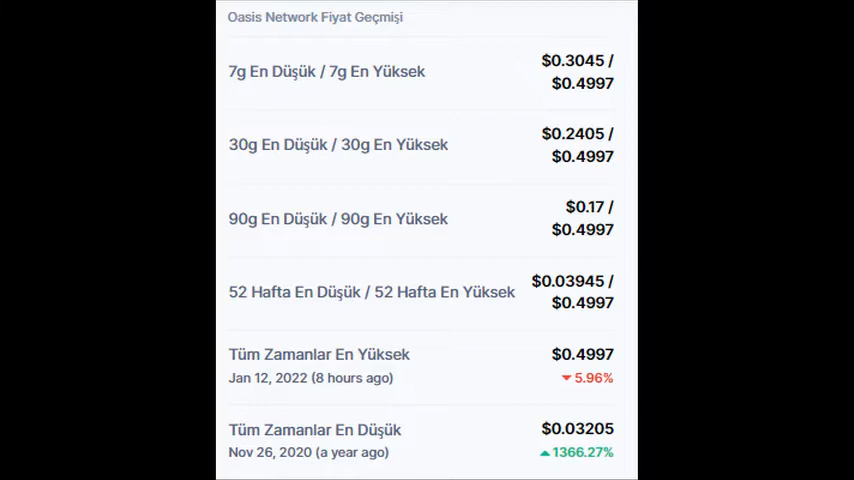 Oasis Network Fiyat Geçmişi
7g En Düşük / 7g En Yüksek
$0.3045 /
$0.4997
30g En Düşük / 30g En Yüksek
$0.2405 /
$0.4997
90g En Düşük / 90g En Yüksek
$0.17 /
$0.4997
52 Hafta En Düşük / 52 Hafta En Yüksek
$0.03945 /
$0.4997
Tüm Zamanlar En Yüksek
$0.4997
Jan 12, 2022 (8 hours ago)
5.96%
Tüm Zamanlar En Düşük
$0.03205
Nov 26, 2020 (a year ago)
1366.27%